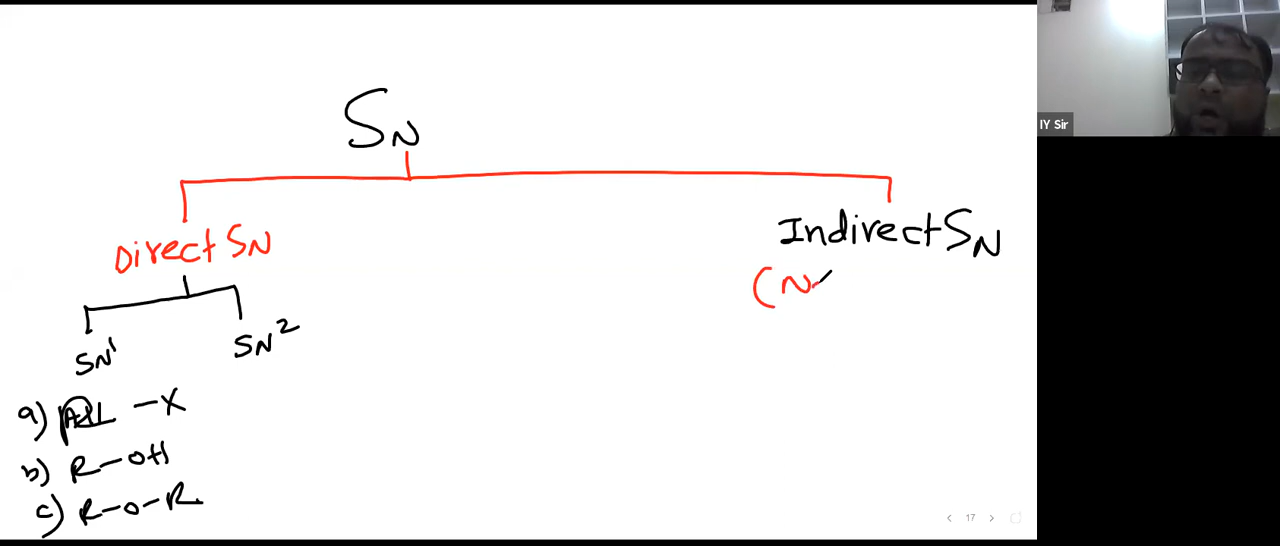 SN
Direct SN
Indirect SN
(N
SN1
SN2
a) -X
b) R-OH
c) R-O-R
IY Sir
17